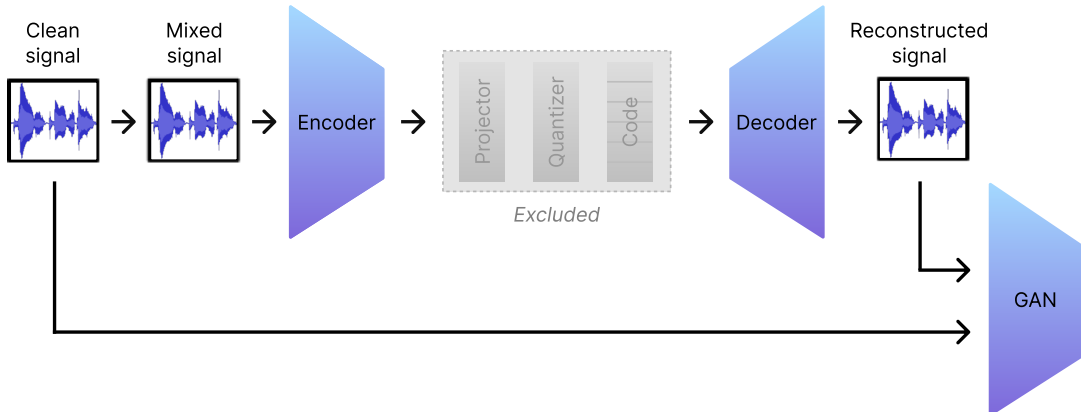 Clean
signal
Mixed
signal
Encoder
Projector
Quantizer
Code
Excluded
Decoder
Reconstructed
signal
GAN